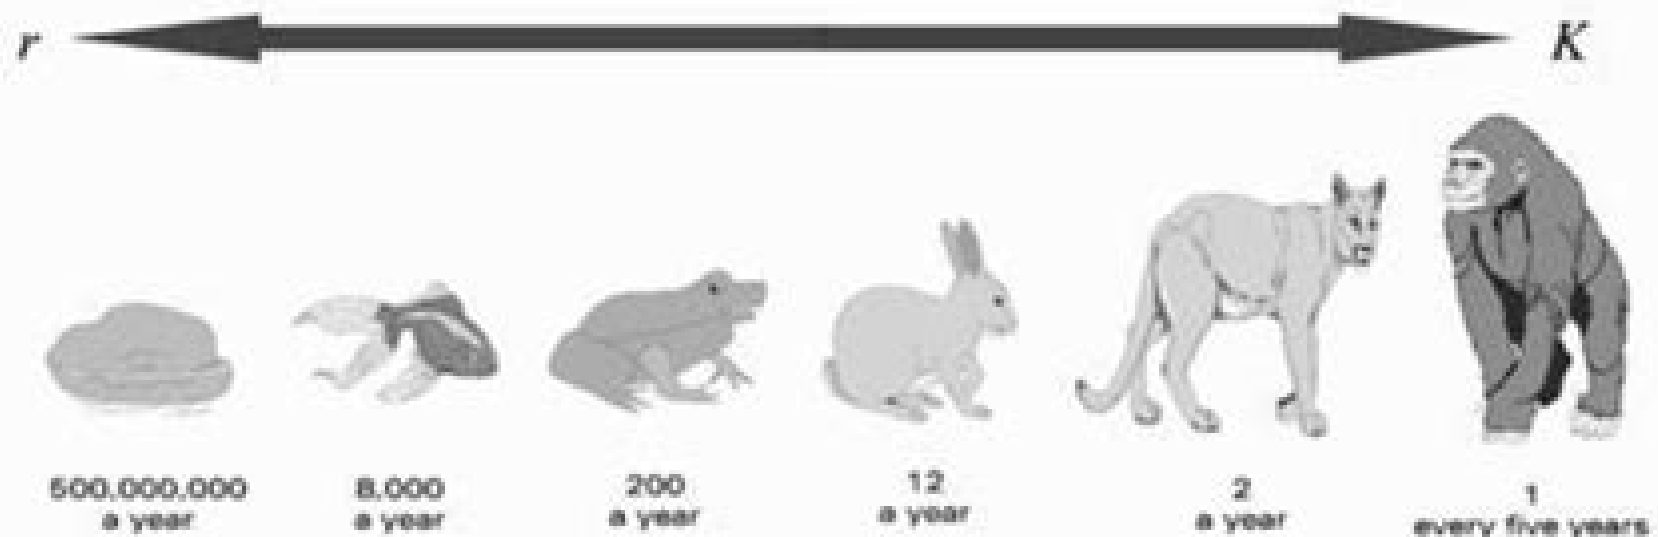 r K
500,000,000
a year
8,000
a year
200
a year
12
a year
2
a year
1
every five years